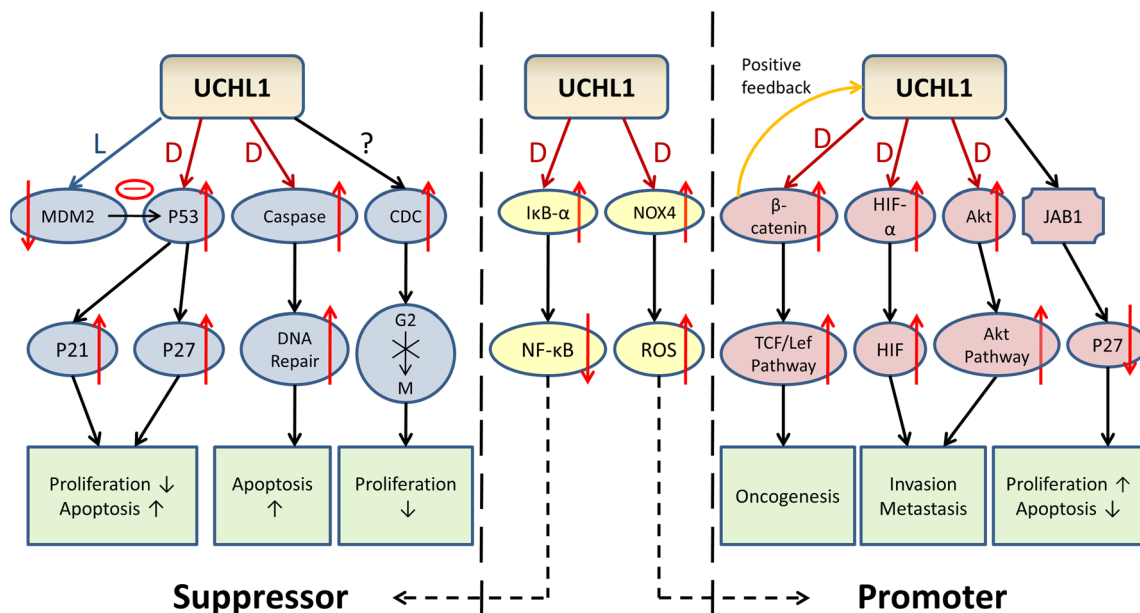 UCHL1
UCHL1
Positive
feedback
UCHL1
L
D
D
?
D
D
D
D
D
MDM2
P53
Caspase
CDC
IκB-α
NOX4
β-
catenin
HIF-
α
Akt
JAB1
P21
P27
DNA
Repair
G2
M
NF-κB
ROS
TCF/Lef
Pathway
HIF
Akt
Pathway
P27
Proliferation ↓
Apoptosis ↑
Apoptosis
↑
Proliferation
↓
Oncogenesis
Invasion
Metastasis
Proliferation ↑
Apoptosis ↓
Suppressor
Promoter